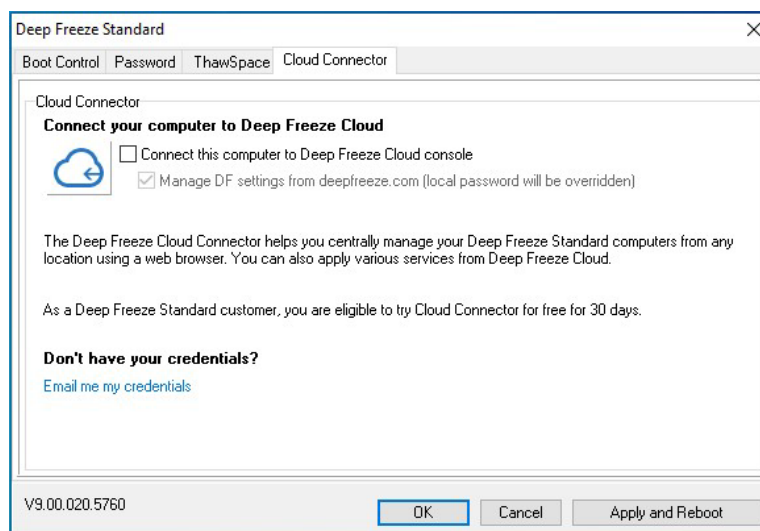 Deep Freeze Standard
Boot Control Password ThawSpace Cloud Connector
Cloud Connector
Connect your computer to Deep Freeze Cloud
Connect this computer to Deep Freeze Cloud console
Manage DF settings from deepfreeze.com (local password will be overridden)
The Deep Freeze Cloud Connector helps you centrally manage your Deep Freeze Standard computers from any
location using a web browser. You can also apply various services from Deep Freeze Cloud.
As a Deep Freeze Standard customer, you are eligible to try Cloud Connector for free for 30 days.
Don't have your credentials?
Email me my credentials
V9.00.020.5760
OK Cancel Apply and Reboot